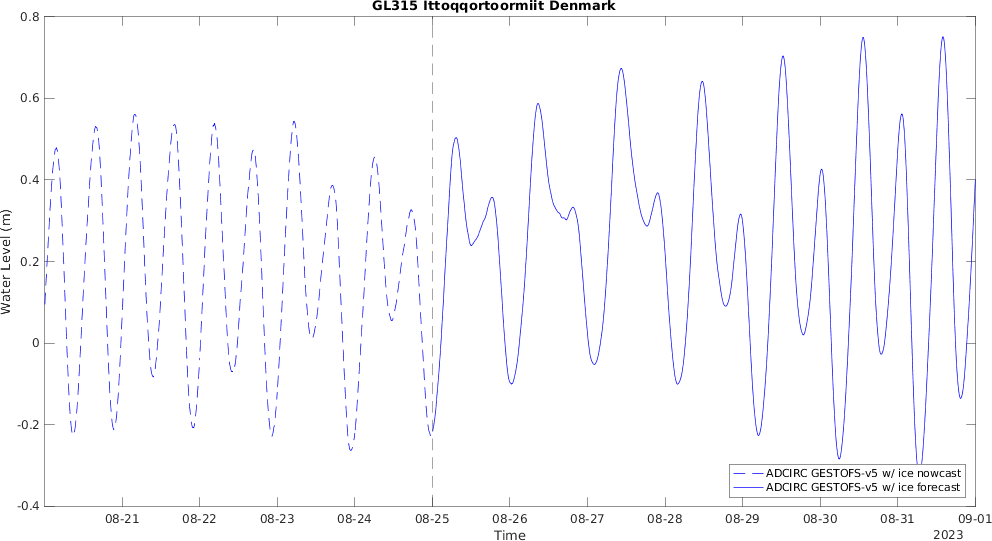 GL315 Ittoqqortoormiit Denmark
0.8
0.6
0.4
0.2
0
-0.2
-0.4
Water Level (m)
ADCIRC GESTOFS-v5 w/ ice nowcast
ADCIRC GESTOFS-v5 w/ ice forecast
08-21 08-22 08-23 08-24 08-25 08-26 08-27 08-28 08-29 08-30 08-31 09-01
Time
2023